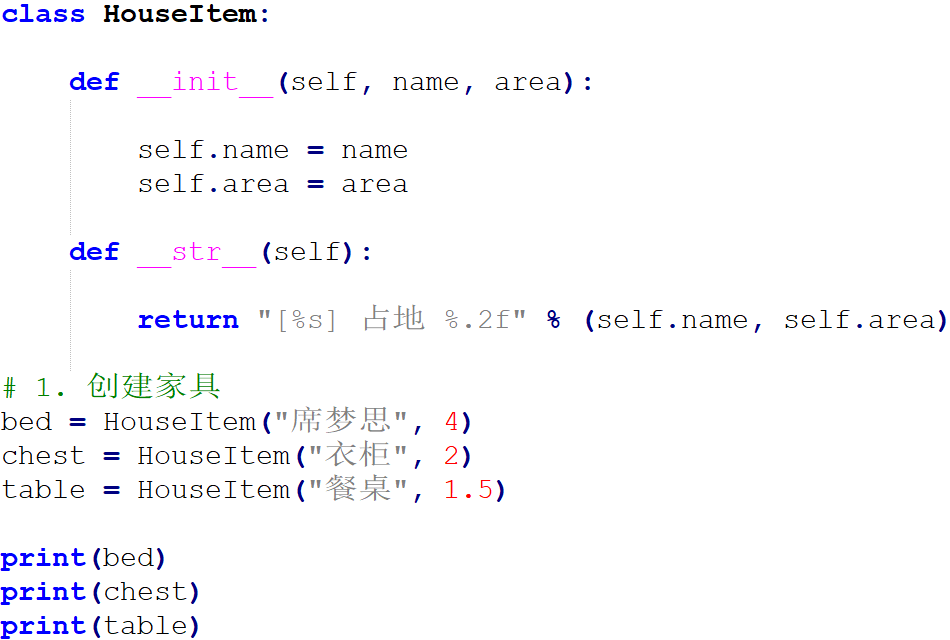 class HouseItem:
def __init__(self, name, area):
self.name = name
self.area = area
def __str__(self):
return "[%s] 占地 %.2f" % (self.name, self.area)
# 1. 创建家具
bed = HouseItem("席梦思", 4)
chest = HouseItem("衣柜", 2)
table = HouseItem("餐桌", 1.5)
print(bed)
print(chest)
print(table)